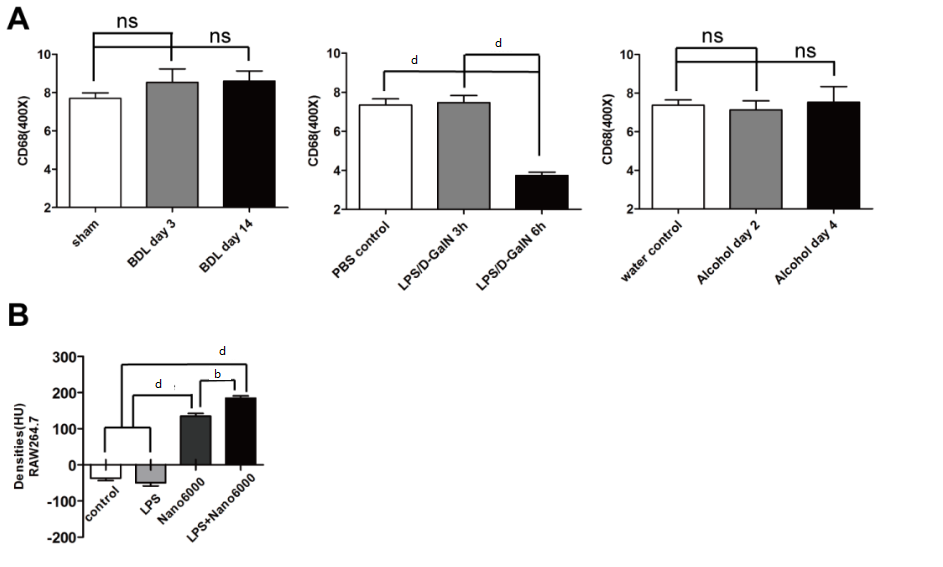 A
ns
ns
10
8
6
4
2
CD68(400X)
sham
BDL day 3
BDL day 14
d
d
10
8
6
4
2
CD68(400X)
PBS control
LPS/D-GalN 3h
LPS/D-GalN 6h
ns
ns
10
8
6
4
2
CD68(400X)
water control
Alcohol day 2
Alcohol day 4
B
d
d
b
300
200
100
0
-100
-200
Densities(HU)
RAW264.7
control
LPS
Nano6000
LPS+Nano6000